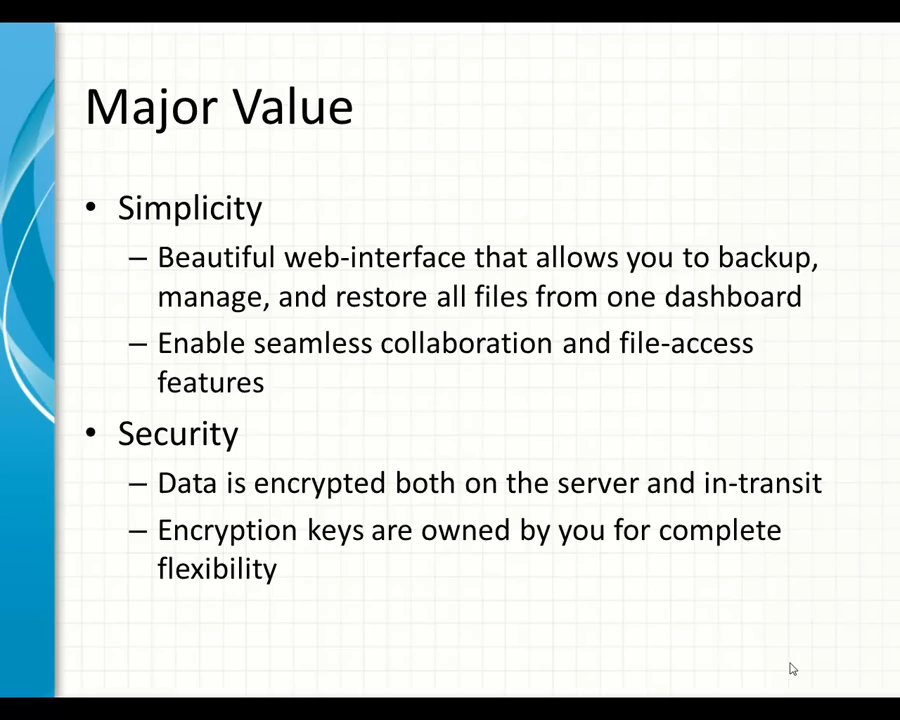 Major Value
• Simplicity
– Beautiful web-interface that allows you to backup,
manage, and restore all files from one dashboard
– Enable seamless collaboration and file-access
features
• Security
– Data is encrypted both on the server and in-transit
– Encryption keys are owned by you for complete
flexibility